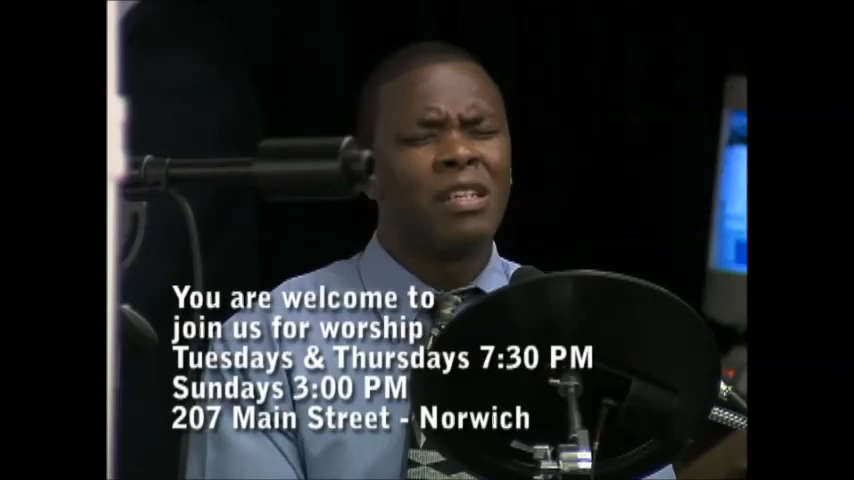 You are welcome to
join us for worship
Tuesdays & Thursdays 7:30 PM
Sundays 3:00 PM
207 Main Street - Norwich